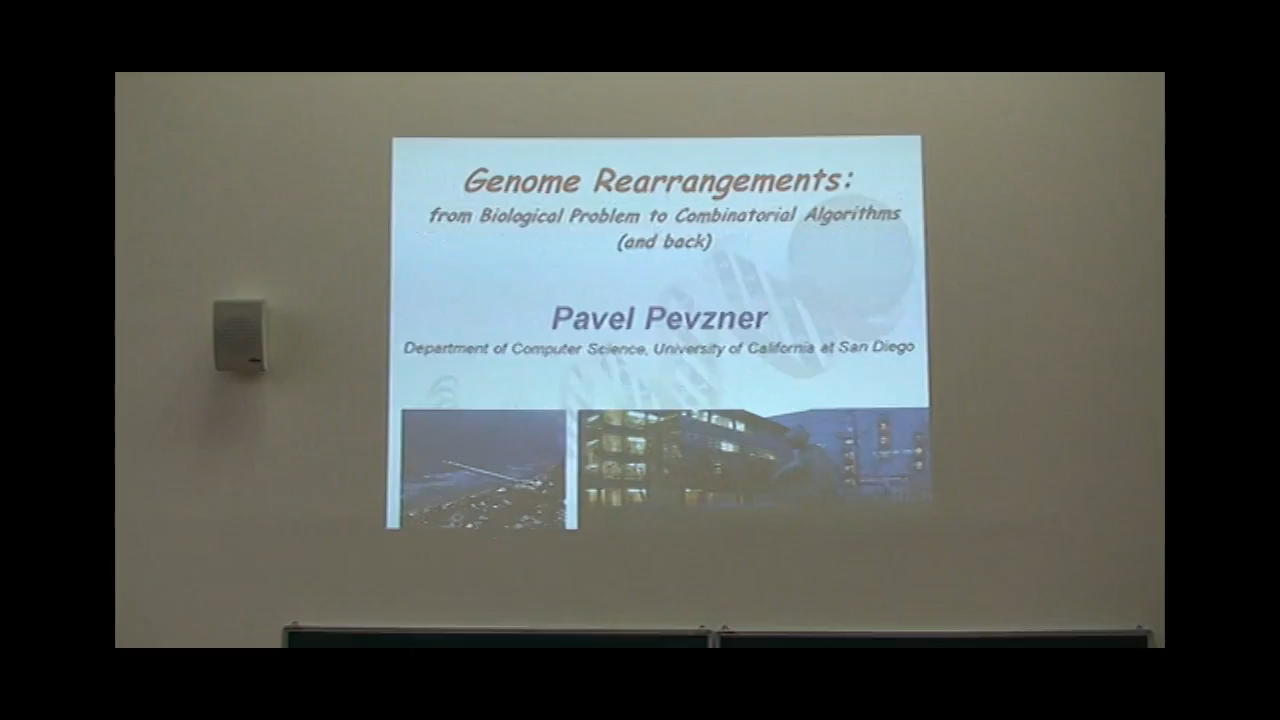 Genome Rearrangements:
from Biological Problem to Combinatorial Algorithms
(and back)
Pavel Pevzner
Department of Computer Science, University of California at San Diego